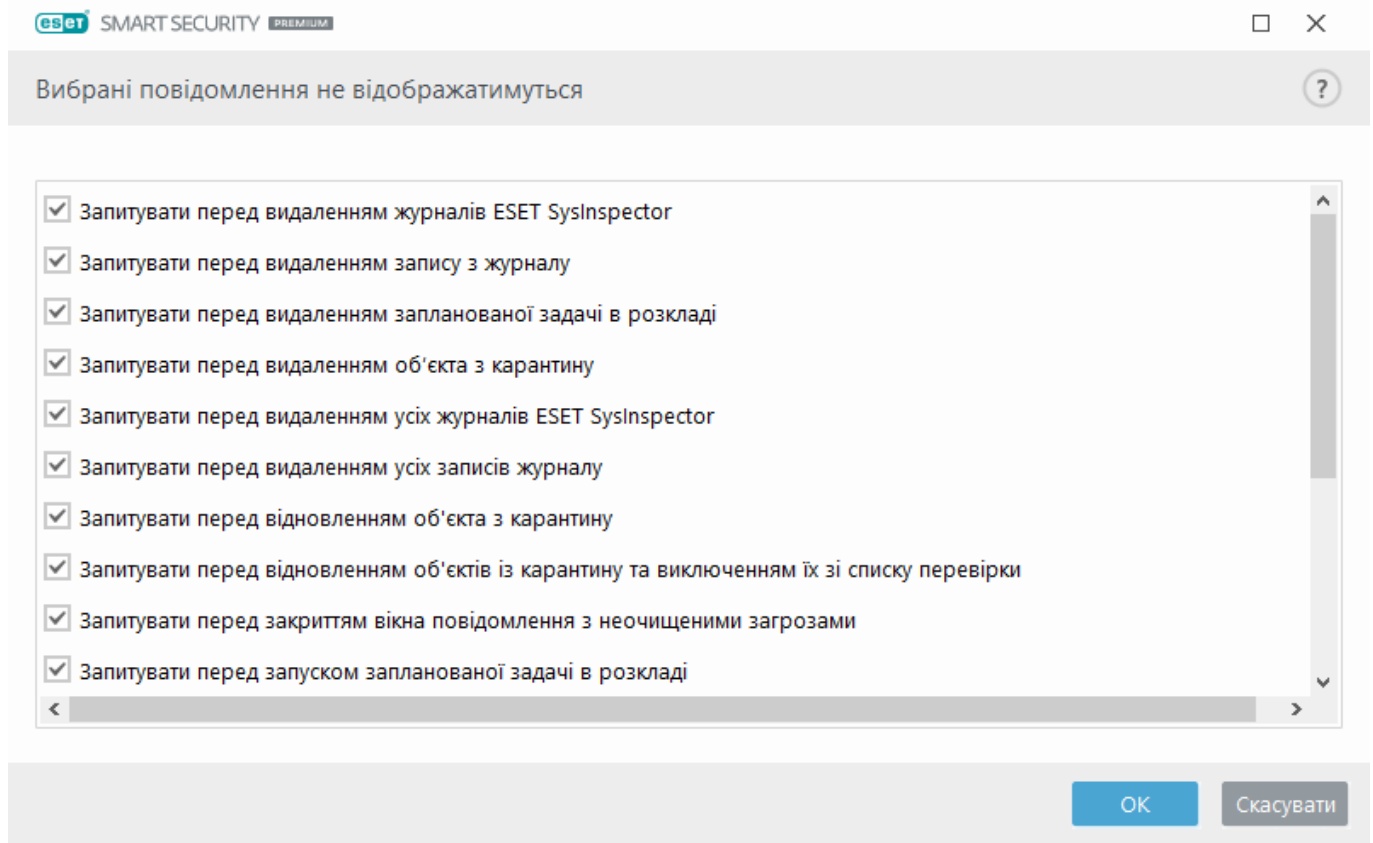 eset SMART SECURITY PREMIUM
Вибрані повідомлення не відображатимуться
?
Запитувати перед видаленням журналів ESET SysInspector
Запитувати перед видаленням запису з журналу
Запитувати перед видаленням запланованої задачі в розкладі
Запитувати перед видаленням об'єкта з карантину
Запитувати перед видаленням усіх журналів ESET SysInspector
Запитувати перед видаленням усіх записів журналу
Запитувати перед відновленням об'єкта з карантину
Запитувати перед відновленням об'єктів із карантину та виключенням їх зі списку перевірки
Запитувати перед закриттям вікна повідомлення з неочищеними загрозами
Запитувати перед запуском запланованої задачі в розкладі
ОК
Скасувати